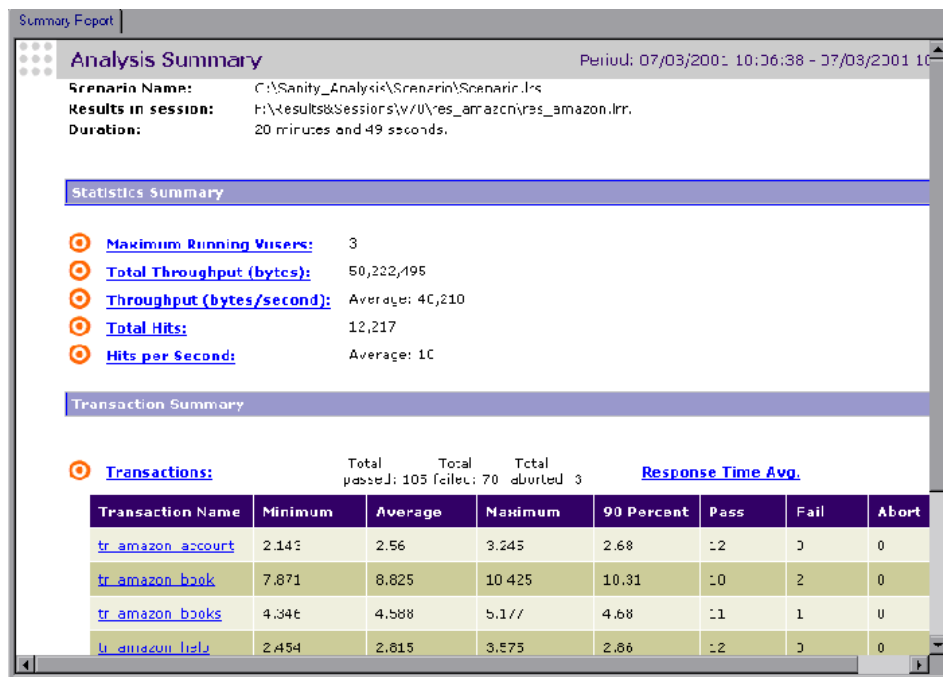 Summary Report
Analysis Summary Period: 07/03/2001 10:06:38 - 07/03/2001 10
Scenario Name: C:\Sanity_Analysis\Scenario\Scenario.lrs
Results in session: F:\Results&Sessions\v70\res_amazon\res_amazon.lrr.
Duration: 20 minutes and 49 seconds.
Statistics Summary
Maximum Running Vusers: 3
Total Throughput (bytes): 50,222,495
Throughput (bytes/second): Average: 40,210
Total Hits: 12,217
Hits per Second: Average: 10
Transaction Summary
Transactions: Total passed: 105 Total failed: 70 Total aborted: 3 Response Time Avg.
Transaction Name Minimum Average Maximum 90 Percent Pass Fail Abort
tr_amazon_account 2.143 2.56 3.245 2.68 12 0 0
tr_amazon_book 7.871 8.825 10.425 10.31 10 2 0
tr_amazon_books 4.346 4.588 5.177 4.68 11 1 0
tr_amazon_help 2.454 2.815 3.575 2.86 12 0 0